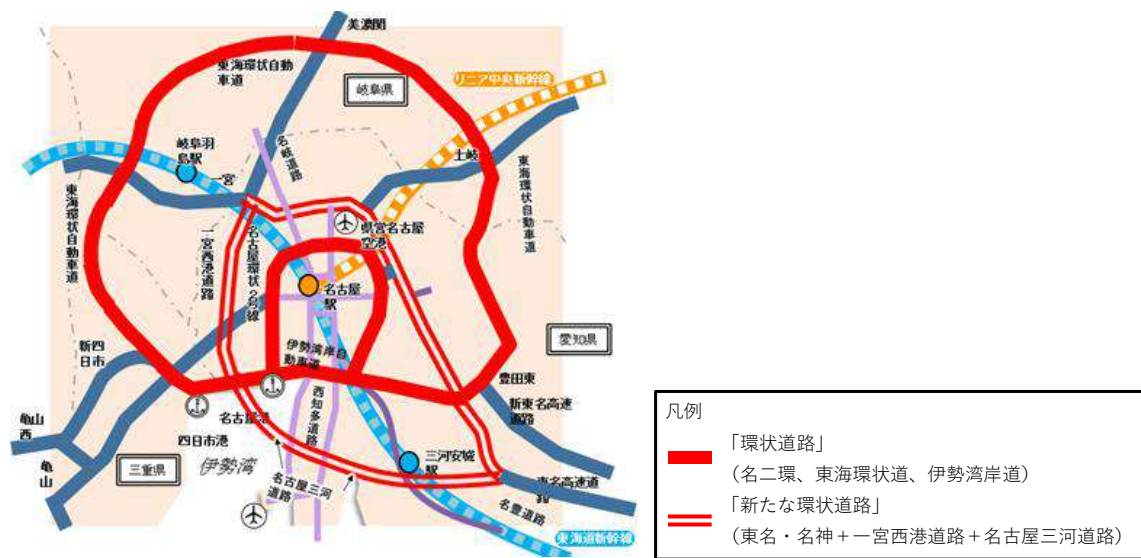 美濃関
東海環状自動
車道
岐阜県
リニア中央新幹線
岐阜羽
島駅
一宮
名岐道路
土岐
東海環状自動車道
東海環状自動車道
一宮西港道路
名古屋環状2号線
県営名古屋
空港
名古屋
駅
愛知県
伊勢湾岸自
動車道
新四
日市
豊田東
新東名高速
道路
西知多道路
名古屋港
四日市港
亀山
西
亀
山
三重県
伊勢湾
三河安城
駅
名古屋三河
道路
東名高速道
路
名豊道路
東海道新幹線
凡例
「環状道路」
(名二環、東海環状道、伊勢湾岸道)
「新たな環状道路」
(東名・名神+一宮西港道路+名古屋三河道路)